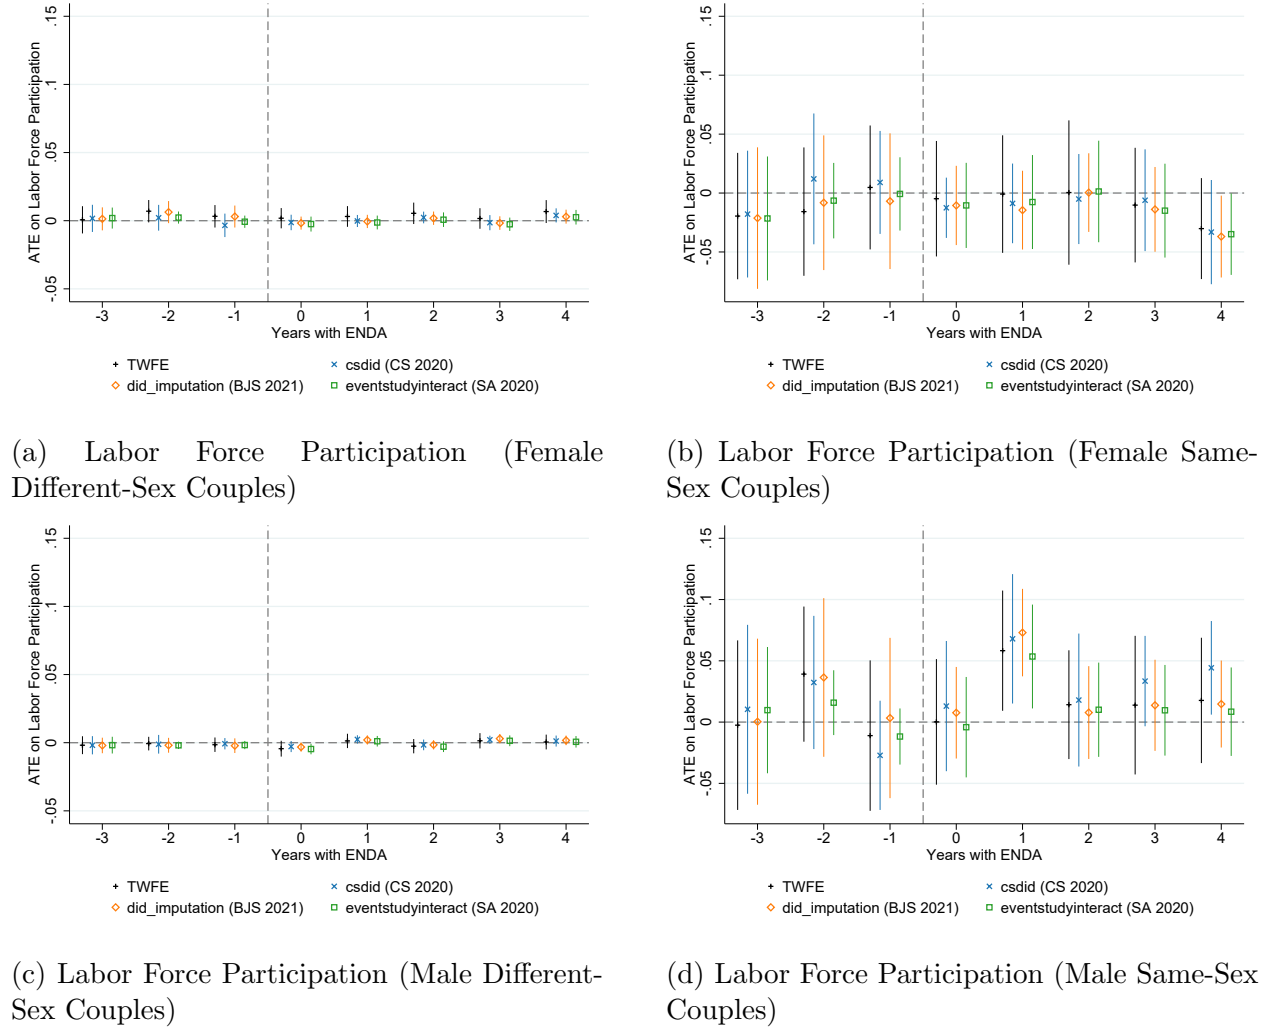 .15
.1
.05
0
-.05
ATE on Labor Force Participation
-3 -2 -1 0 1 2 3 4
Years with ENDA
TWFE csdid (CS 2020)
did_imputation (BJS 2021) eventstudyinteract (SA 2020)
(a) Labor Force Participation (Female
Different-Sex Couples)
.15
.1
.05
0
-.05
ATE on Labor Force Participation
-3 -2 -1 0 1 2 3 4
Years with ENDA
TWFE csdid (CS 2020)
did_imputation (BJS 2021) eventstudyinteract (SA 2020)
(b) Labor Force Participation (Female Same-
Sex Couples)
.15
.1
.05
0
-.05
ATE on Labor Force Participation
-3 -2 -1 0 1 2 3 4
Years with ENDA
TWFE csdid (CS 2020)
did_imputation (BJS 2021) eventstudyinteract (SA 2020)
(c) Labor Force Participation (Male Different-
Sex Couples)
.15
.1
.05
0
-.05
ATE on Labor Force Participation
-3 -2 -1 0 1 2 3 4
Years with ENDA
TWFE csdid (CS 2020)
did_imputation (BJS 2021) eventstudyinteract (SA 2020)
(d) Labor Force Participation (Male Same-Sex
Couples)